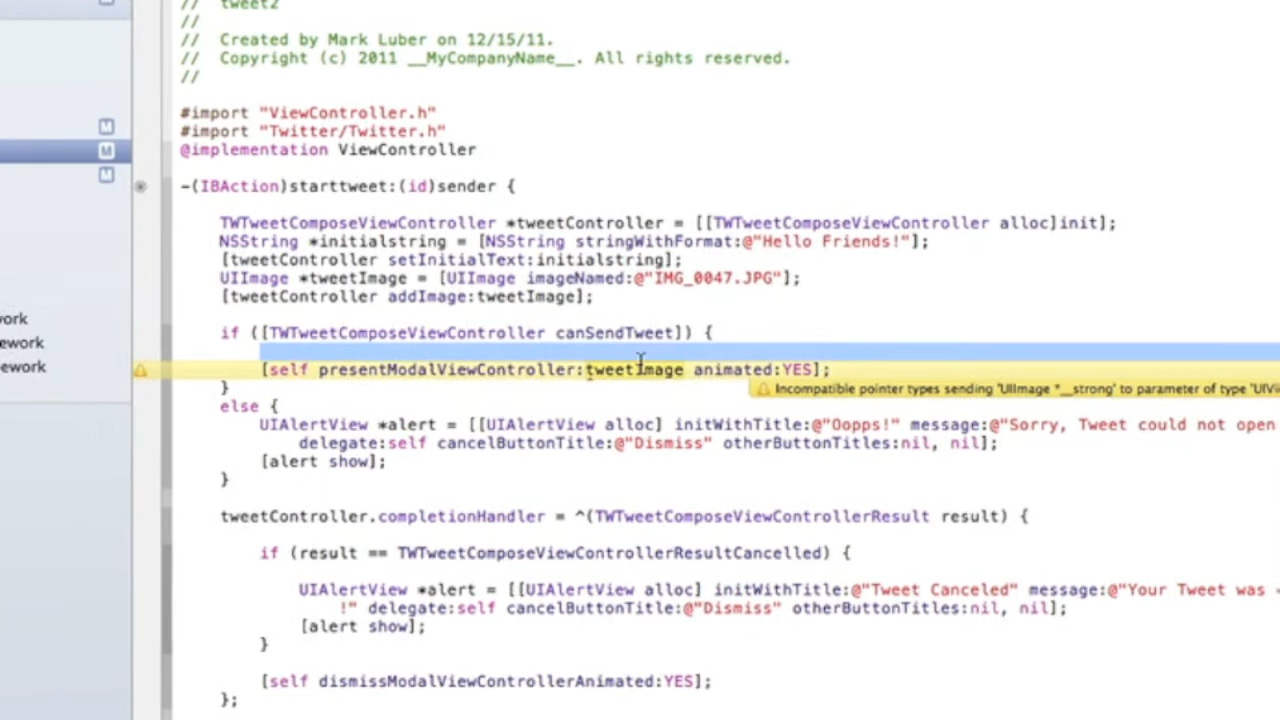 // tweet2
//
// Created by Mark Luber on 12/15/11.
// Copyright (c) 2011 __MyCompanyName__. All rights reserved.
//
#import "ViewController.h"
#import "Twitter/Twitter.h"
@implementation ViewController
-(IBAction)starttweet:(id)sender {
TWTweetComposeViewController *tweetController = [[TWTweetComposeViewController alloc]init];
NSString *initialstring = [NSString stringWithFormat:@"Hello Friends!"];
[tweetController setInitialText:initialstring];
UIImage *tweetImage = [UIImage imageNamed:@"IMG_0047.JPG"];
[tweetController addImage:tweetImage];
if ([TWTweetComposeViewController canSendTweet]) {
[self presentModalViewController:tweetImage animated:YES];
}
Incompatible pointer types sending 'UIImage *__strong' to parameter of type 'UIVi
else {
UIAlertView *alert = [[UIAlertView alloc] initWithTitle:@"Oopps!" message:@"Sorry, Tweet could not open
delegate:self cancelButtonTitle:@"Dismiss" otherButtonTitles:nil, nil];
[alert show];
}
tweetController.completionHandler = ^(TWTweetComposeViewControllerResult result) {
if (result == TWTweetComposeViewControllerResultCancelled) {
UIAlertView *alert = [[UIAlertView alloc] initWithTitle:@"Tweet Canceled" message:@"Your Tweet was
!" delegate:self cancelButtonTitle:@"Dismiss" otherButtonTitles:nil, nil];
[alert show];
}
[self dismissModalViewControllerAnimated:YES];
};
M
M
M
work
ework
ework